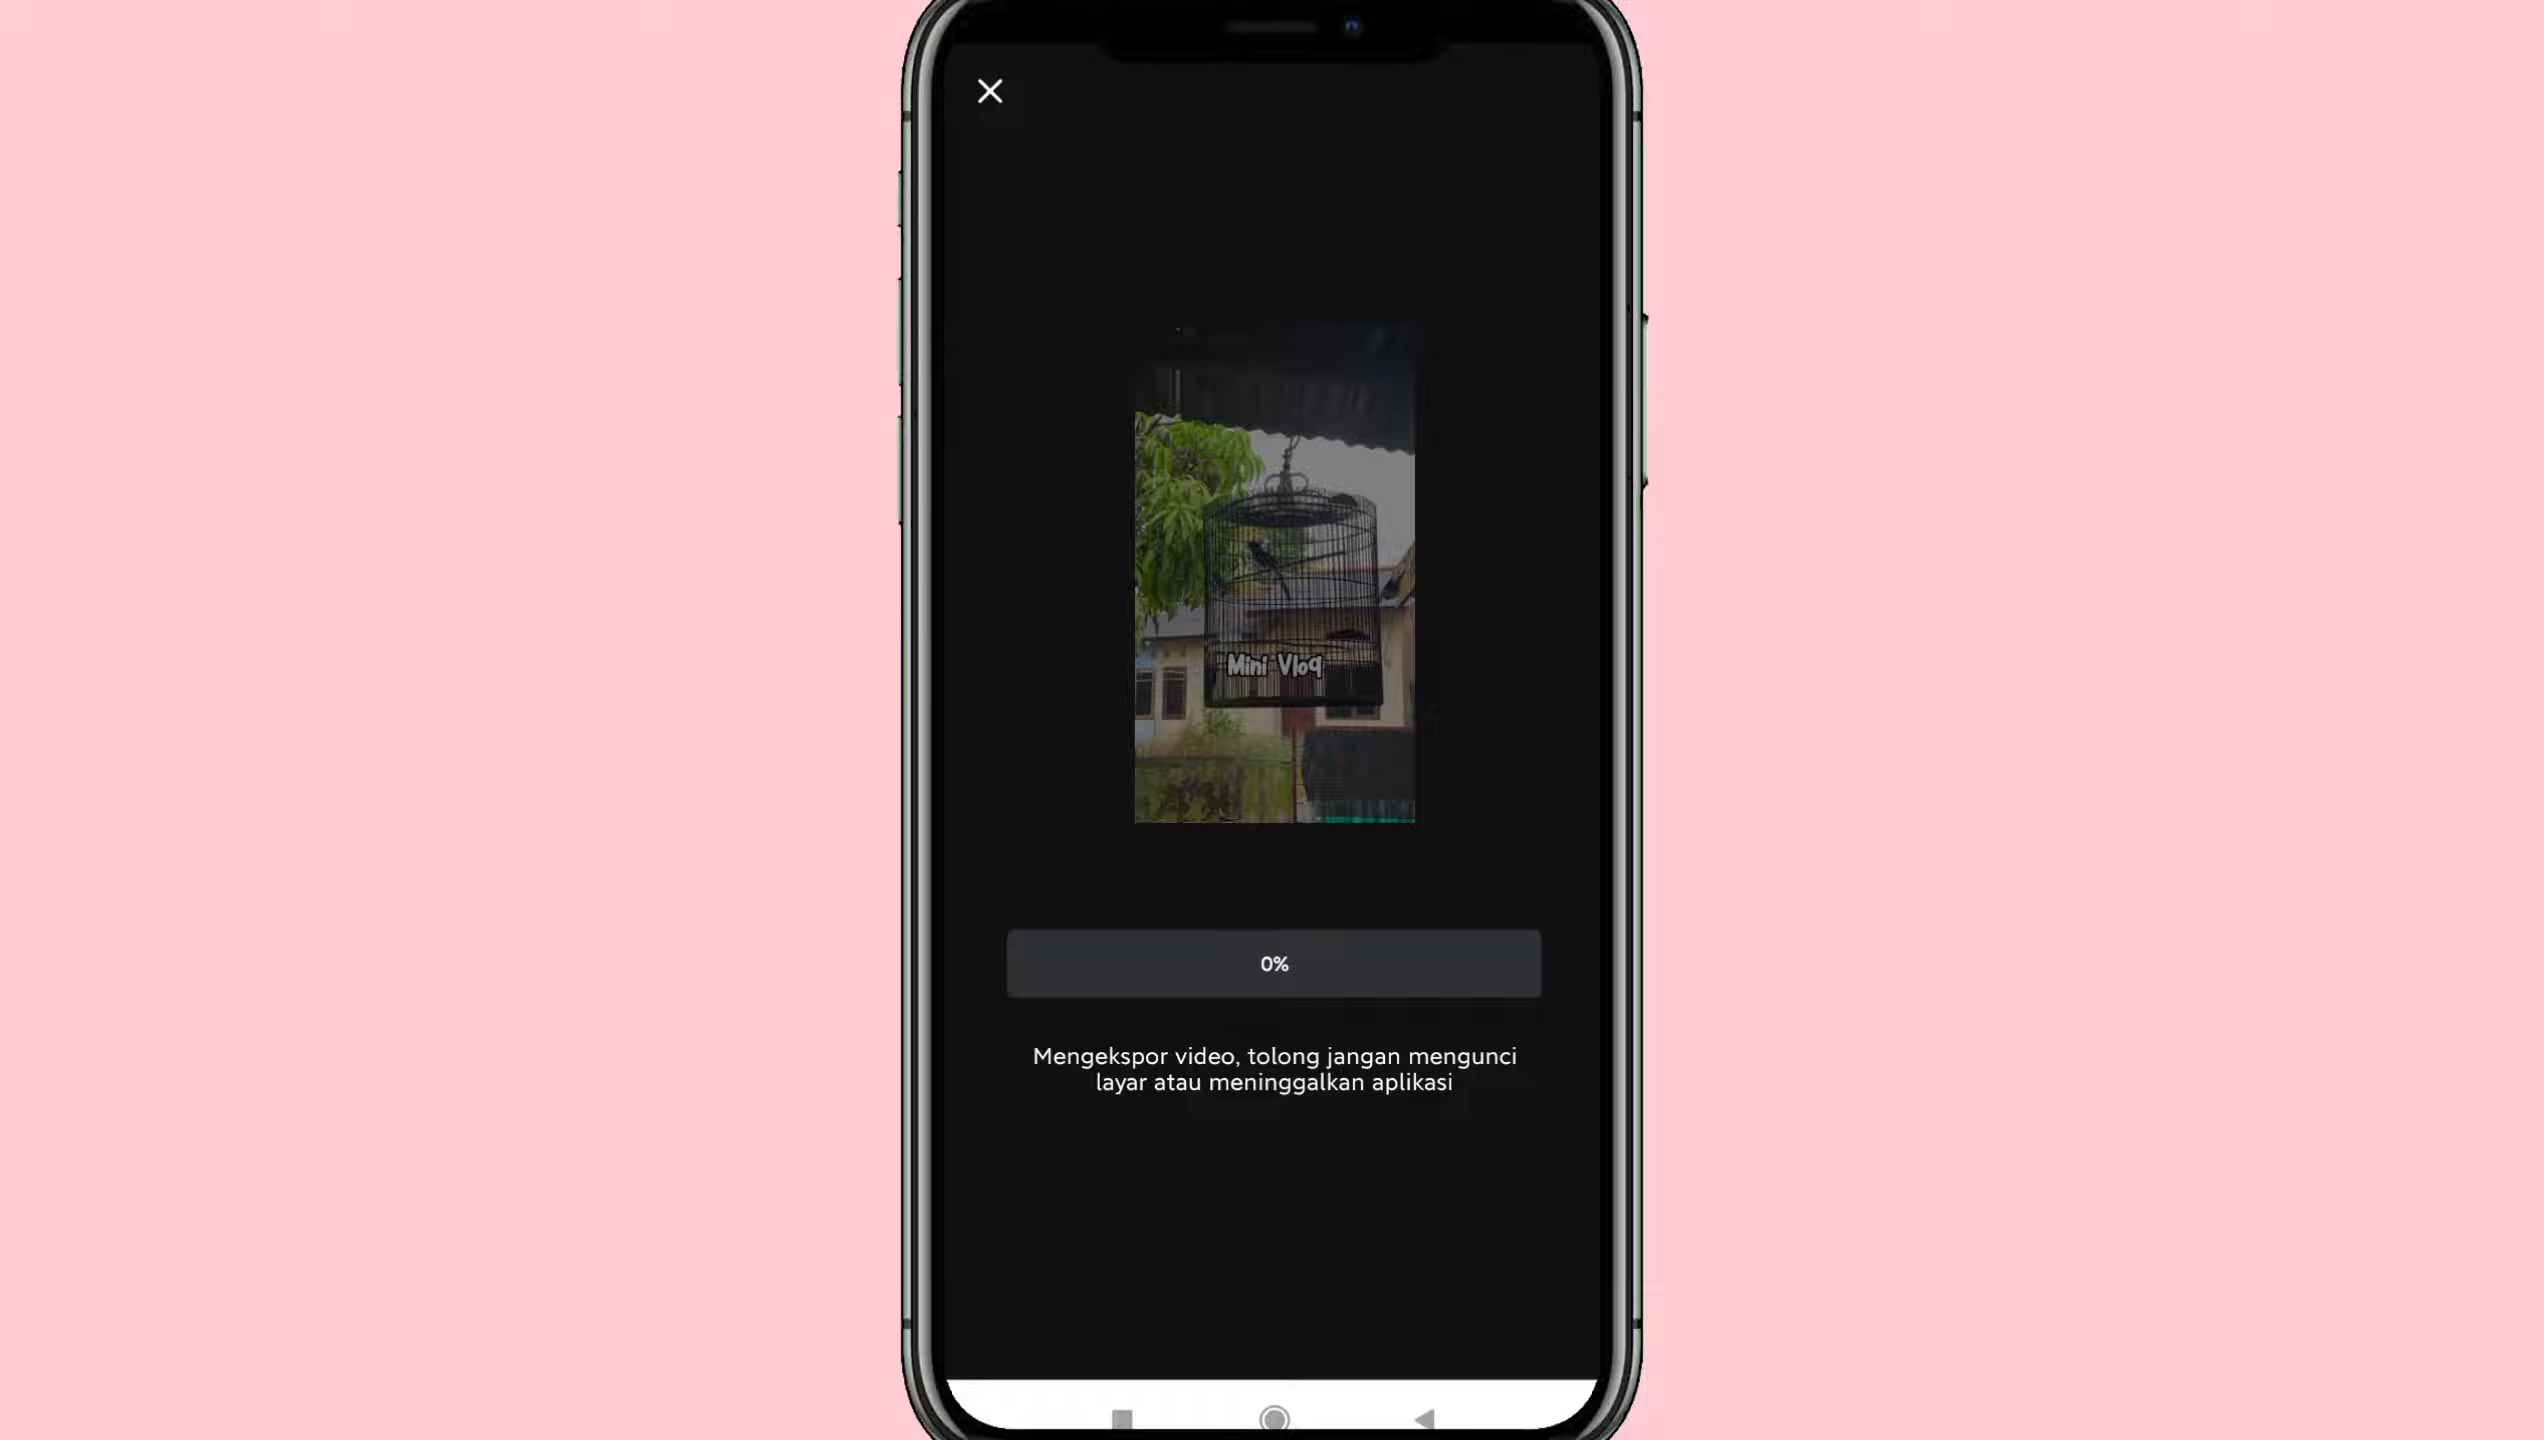 Mini Vlog
0%
Mengekspor video, tolong jangan mengunci
layar atau meninggalkan aplikasi